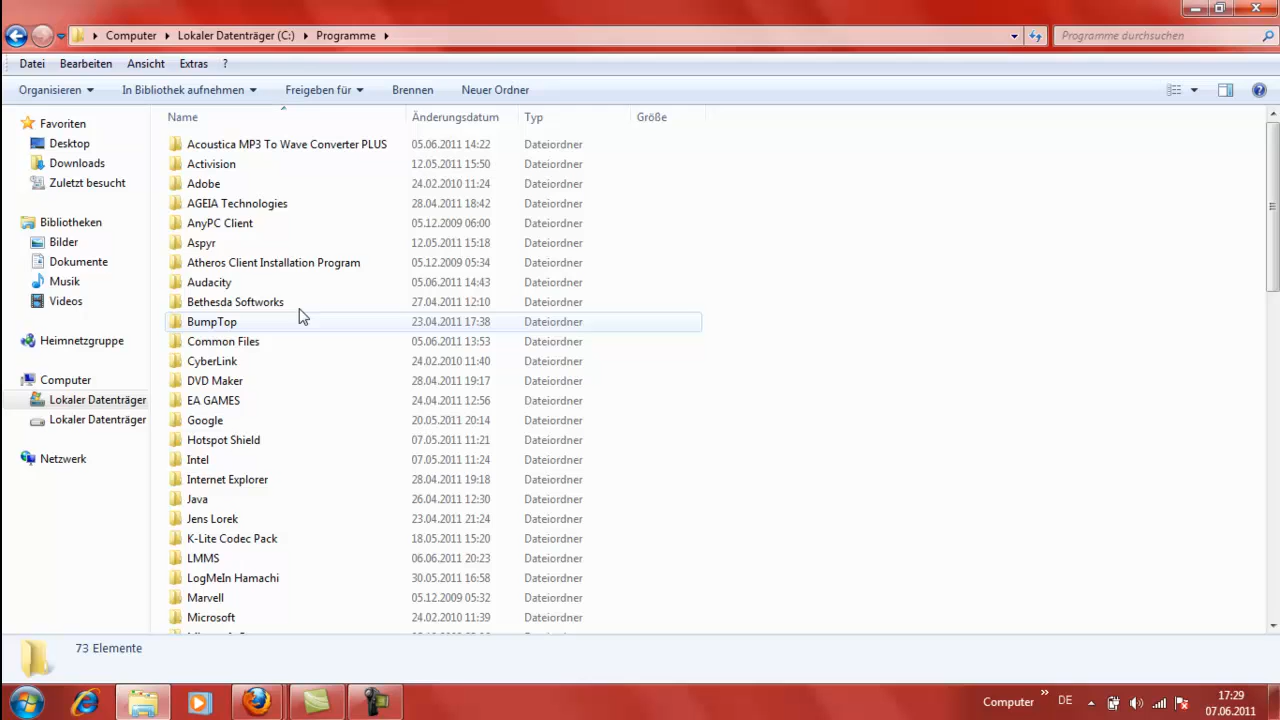 Computer Lokaler Datenträger (C:) Programme
Programme durchsuchen
Datei Bearbeiten Ansicht Extras ?
Organisieren In Bibliothek aufnehmen Freigeben für Brennen Neuer Ordner
Favoriten
Desktop
Downloads
Zuletzt besucht
Bibliotheken
Bilder
Dokumente
Musik
Videos
Heimnetzgruppe
Computer
Lokaler Datenträger
Lokaler Datenträger
Netzwerk
Name Änderungsdatum Typ Größe
Acoustica MP3 To Wave Converter PLUS 05.06.2011 14:22 Dateiordner
Activision 12.05.2011 15:50 Dateiordner
Adobe 24.02.2010 11:24 Dateiordner
AGEIA Technologies 28.04.2011 18:42 Dateiordner
AnyPC Client 05.12.2009 06:00 Dateiordner
Aspyr 12.05.2011 15:18 Dateiordner
Atheros Client Installation Program 05.12.2009 05:34 Dateiordner
Audacity 05.06.2011 14:43 Dateiordner
Bethesda Softworks 27.04.2011 12:10 Dateiordner
BumpTop 23.04.2011 17:38 Dateiordner
Common Files 05.06.2011 13:53 Dateiordner
CyberLink 24.02.2010 11:40 Dateiordner
DVD Maker 28.04.2011 19:17 Dateiordner
EA GAMES 24.04.2011 12:56 Dateiordner
Google 20.05.2011 20:14 Dateiordner
Hotspot Shield 07.05.2011 11:21 Dateiordner
Intel 07.05.2011 11:24 Dateiordner
Internet Explorer 28.04.2011 19:18 Dateiordner
Java 26.04.2011 12:30 Dateiordner
Jens Lorek 23.04.2011 21:24 Dateiordner
K-Lite Codec Pack 18.05.2011 15:20 Dateiordner
LMMS 06.06.2011 20:23 Dateiordner
LogMeIn Hamachi 30.05.2011 16:58 Dateiordner
Marvell 05.12.2009 05:32 Dateiordner
Microsoft 24.02.2010 11:39 Dateiordner
73 Elemente
Computer DE 17:29
07.06.2011